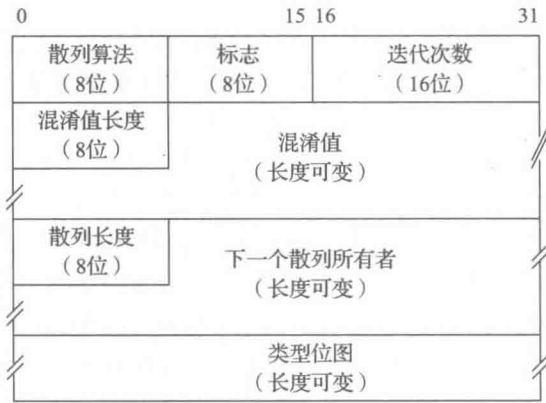 0 15 16 31
散列算法 标志 迭代次数
（8位） （8位） （16位）
混淆值长度
（8位）
混淆值
（长度可变）
散列长度
（8位）
下一个散列所有者
（长度可变）
类型位图
（长度可变）